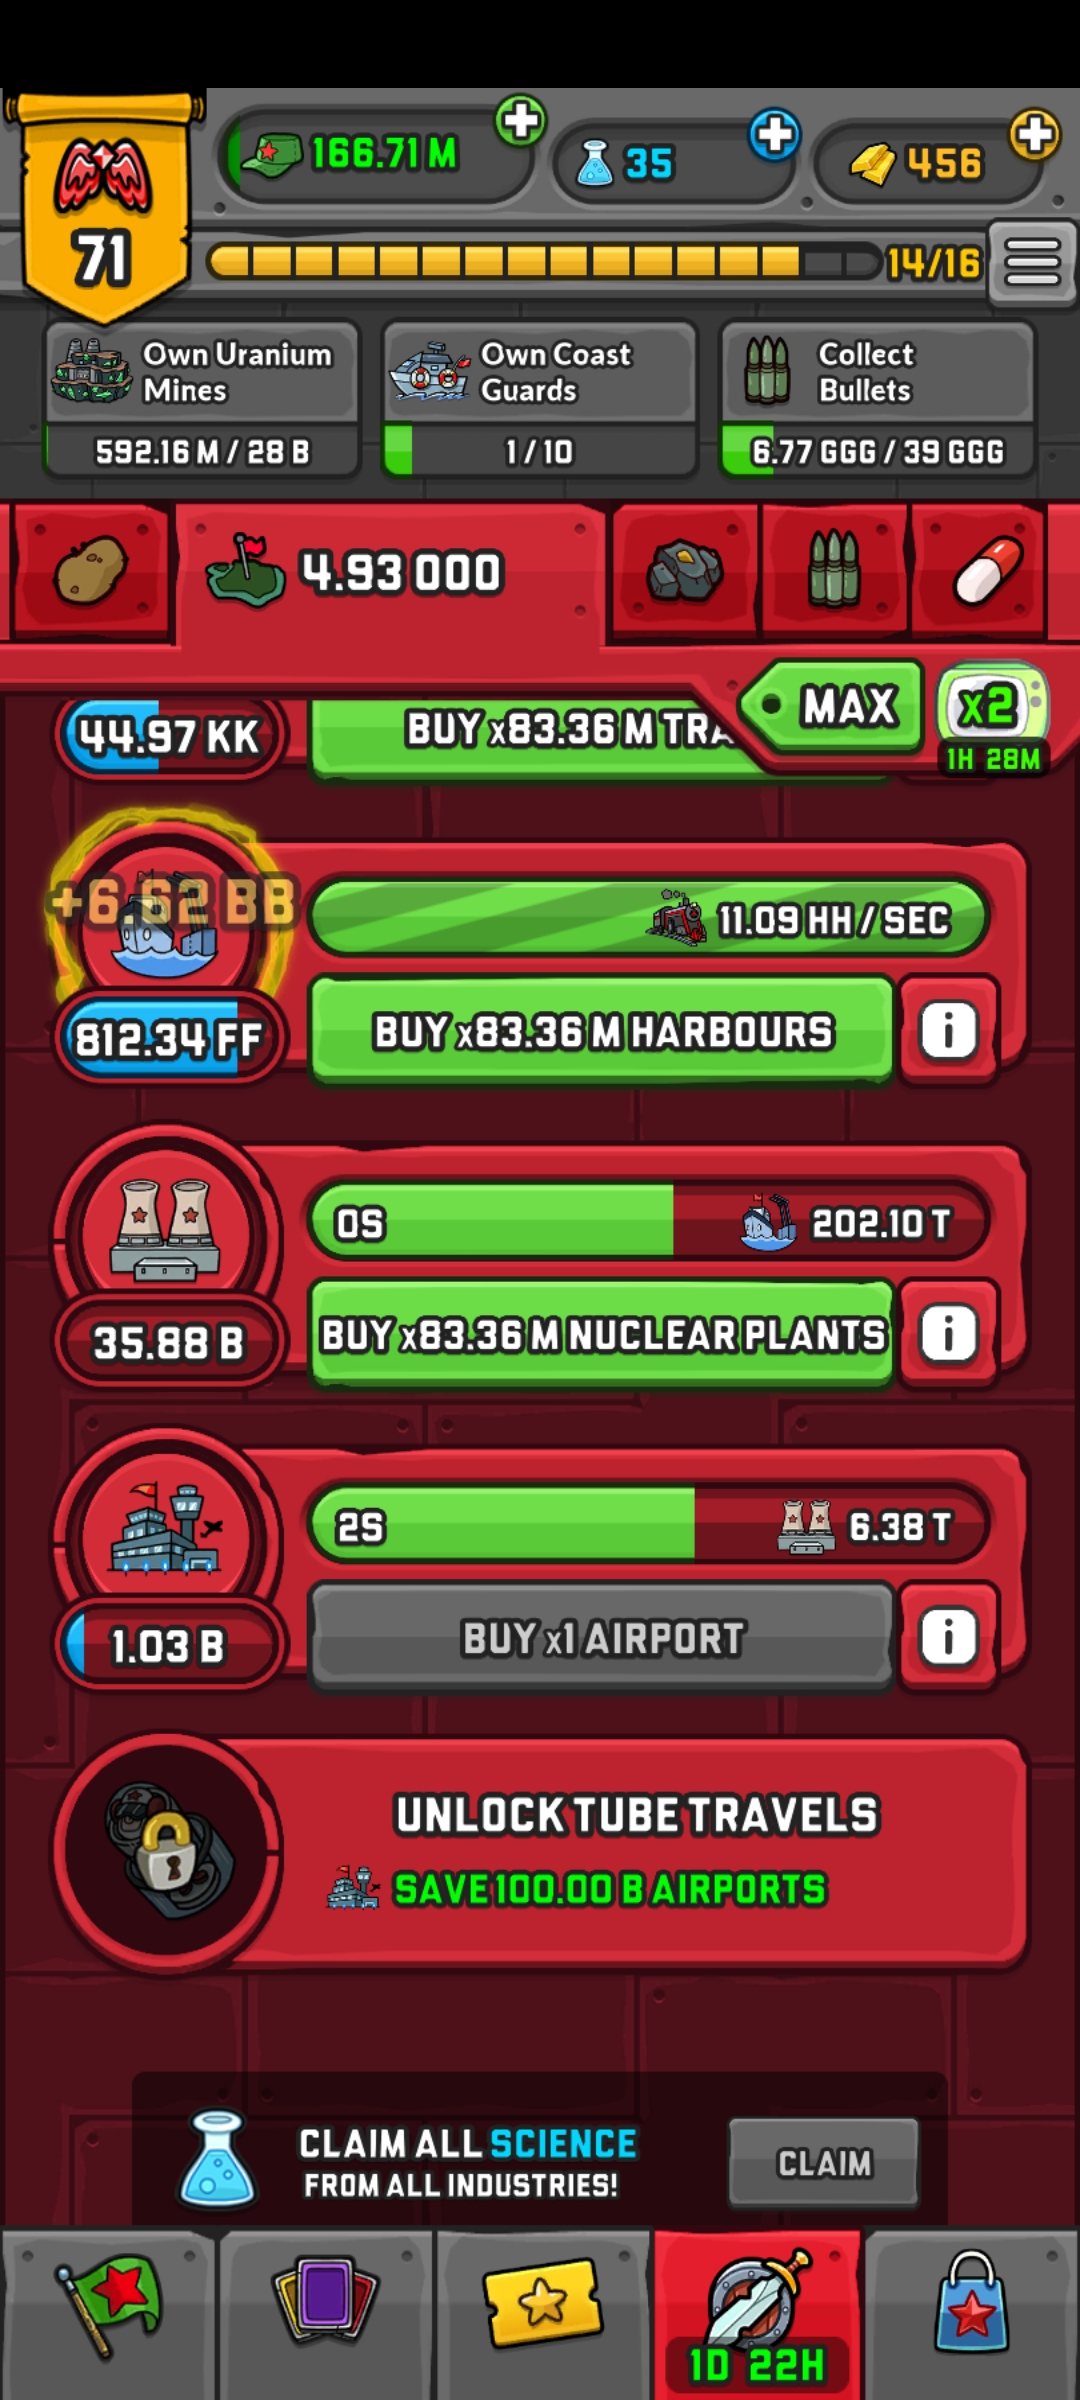 166.71 M
35
456
71
14/16
Own Uranium
Mines
592.16 M / 28 B
Own Coast
Guards
1 / 10
Collect
Bullets
6.77 GGG / 39 GGG
4.93 000
MAX
x2
1H 28M
44.97 KK
BUY x83.36 M TRA
+6.62 BB
11.09 HH / SEC
812.34 FF
BUY x83.36 M HARBOURS
0S
202.10 T
35.88 B
BUY x83.36 M NUCLEAR PLANTS
2S
6.38 T
1.03 B
BUY x1 AIRPORT
UNLOCK TUBE TRAVELS
SAVE 100.00 B AIRPORTS
CLAIM ALL SCIENCE
FROM ALL INDUSTRIES!
CLAIM
1D 22H